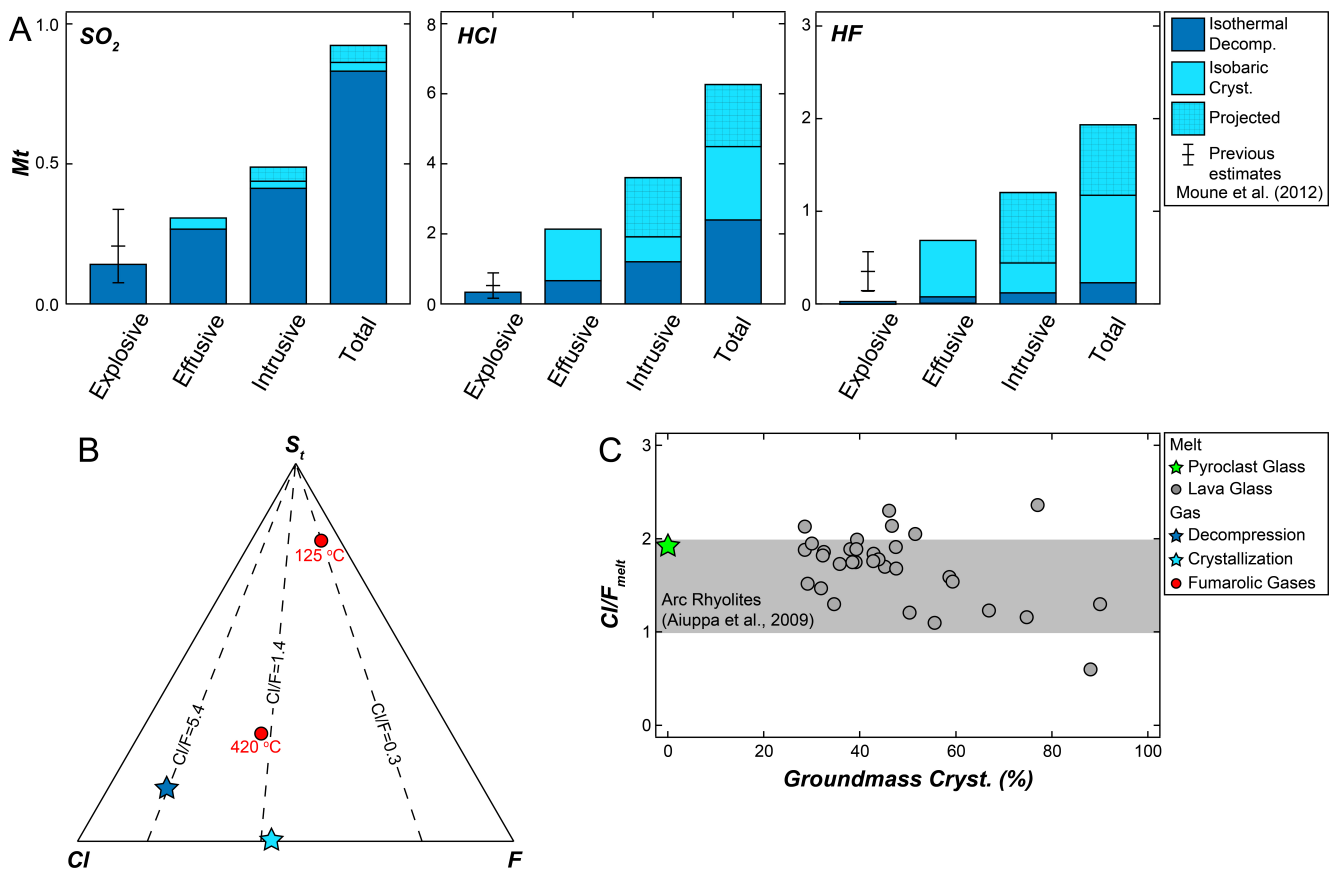 A
SO2
HCl
HF
Mt
1.0
0.5
0.0
8
6
4
2
0
3
2
1
0
Explosive
Effusive
Intrusive
Total
Explosive
Effusive
Intrusive
Total
Explosive
Effusive
Intrusive
Total
Isothermal
Decomp.
Isobaric
Cryst.
Projected
Previous
estimates
Moune et al. (2012)
B
St
125 ºC
420 ºC
Cl/F=5.4
Cl/F=1.4
Cl/F=0.3
Cl
F
C
Cl/Fmelt
3
2
1
0
Arc Rhyolites
(Aiuppa et al., 2009)
0
20
40
60
80
100
Groundmass Cryst. (%)
Melt
Pyroclast Glass
Lava Glass
Gas
Decompression
Crystallization
Fumarolic Gases